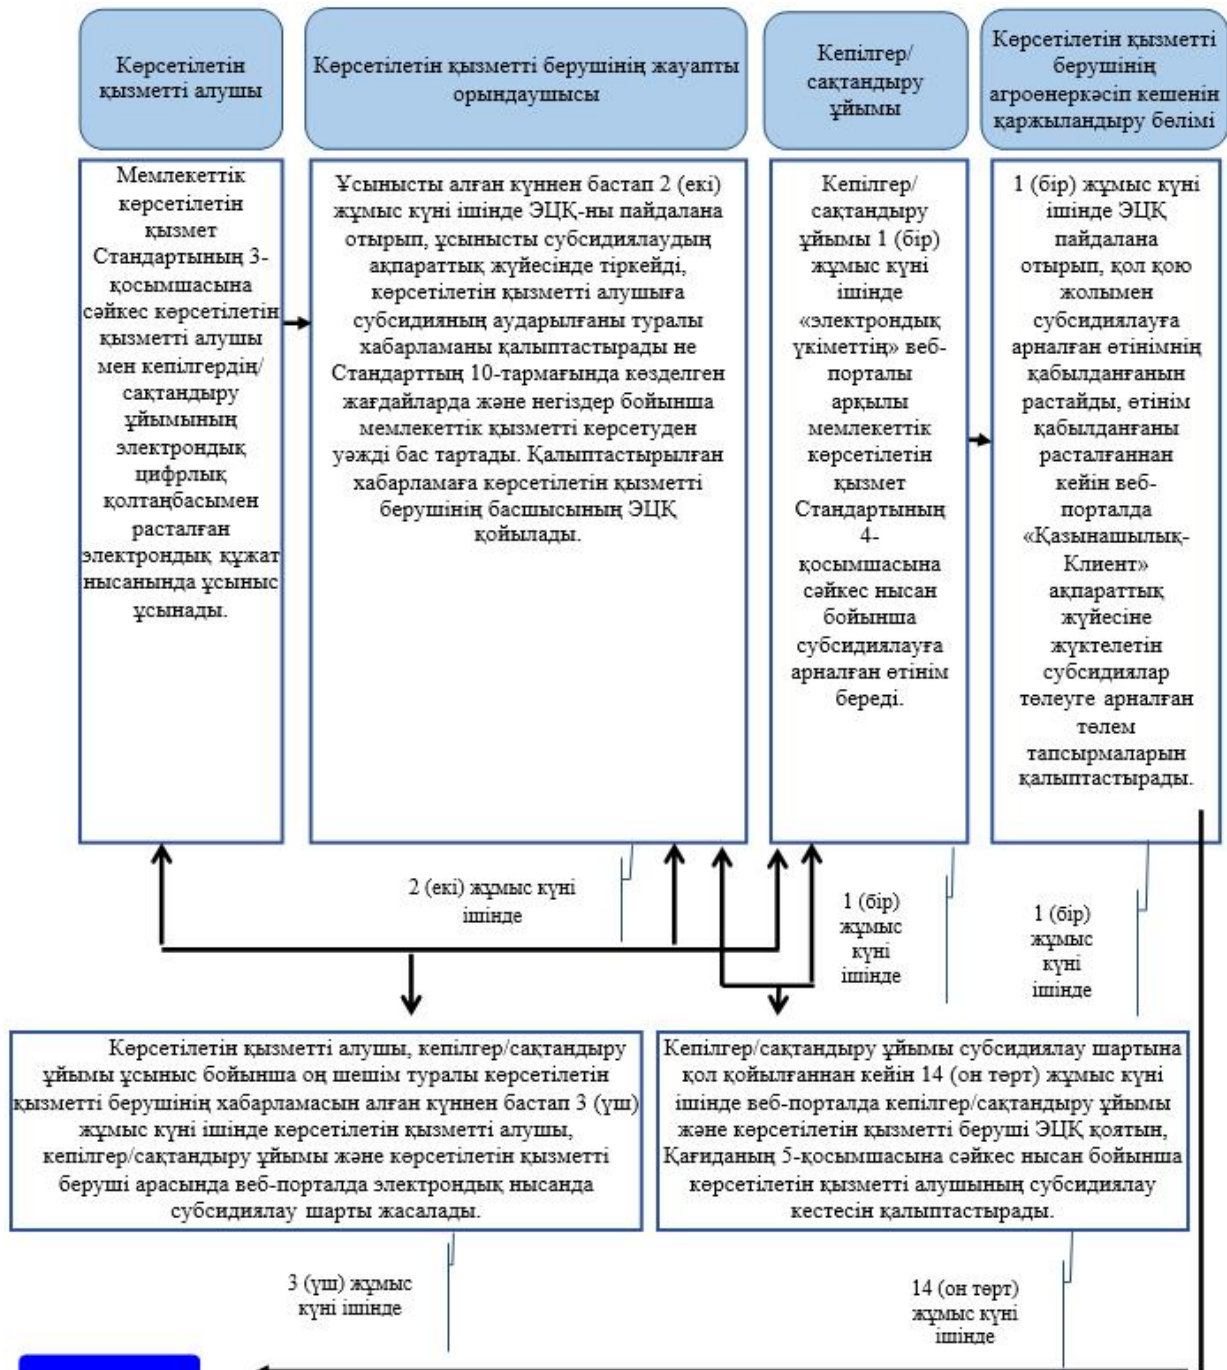 Көрсетілетін
қызметті алушы
Көрсетілетін қызметті берушінің жауапты
орындаушысы
Кепілгер/
сақтандыру
ұйымы
Көрсетілетін қызметті
берушінің
агроөнеркәсіп кешенін
қаржыландыру бөлімі
Мемлекеттік
көрсетілетін
қызмет
Стандартының 3-
қосымшасына
сәйкес көрсетілетін
қызметті алушы
мен кепілгердің/
сақтандыру
ұйымының
электрондық
цифрлық
қолтаңбасымен
расталған
электрондық құжат
нысанында ұсыныс
ұсынады.
Ұсынысты алған күннен бастап 2 (екі)
жұмыс күні ішінде ЭЦҚ-ны пайдалана
отырып, ұсынысты субсидиялаудың
ақпараттық жүйесінде тіркейді,
көрсетілетін қызметті алушыға
субсидияның аударылғаны туралы
хабарламаны қалыптастырады не
Стандарттың 10-тармағында көзделген
жағдайларда және негіздер бойынша
мемлекеттік қызметті көрсетуден
уәжді бас тартады. Қалыптастырылған
хабарламаға көрсетілетін қызметті
берушінің басшысының ЭЦҚ
қойылады.
Кепілгер/
сақтандыру
ұйымы 1 (бір)
жұмыс күні
ішінде
«электрондық
үкіметтің» веб-
порталы
арқылы
мемлекеттік
көрсетілетін
қызмет
Стандартының
4-
қосымшасына
сәйкес нысан
бойынша
субсидиялауға
арналған өтінім
береді.
1 (бір) жұмыс күні
ішінде ЭЦҚ
пайдалана
отырып, қол қою
жолымен
субсидиялауға
арналған өтінімнің
қабылданғанын
растайды, өтінім
қабылданғаны
расталғаннан
кейін веб-
порталда
«Қазынашылық-
Клиент»
ақпараттық
жүйесіне
жүктелетін
субсидиялар
төлеуге арналған
төлем
тапсырмаларын
қалыптастырады.
2 (екі) жұмыс күні
ішінде
1 (бір)
жұмыс
күні
ішінде
1 (бір)
жұмыс
күні
ішінде
Көрсетілетін қызметті алушы, кепілгер/сақтандыру
ұйымы ұсыныс бойынша оң шешім туралы көрсетілетін
қызметті берушінің хабарламасын алған күннен бастап 3 (үш)
жұмыс күні ішінде көрсетілетін қызметті алушы,
кепілгер/сақтандыру ұйымы және көрсетілетін қызметті
беруші арасында веб-порталда электрондық нысанда
субсидиялау шарты жасалады.
Кепілгер/сақтандыру ұйымы субсидиялау шартына
қол қойылғаннан кейін 14 (он төрт) жұмыс күні
ішінде веб-порталда кепілгер/сақтандыру ұйымы
және көрсетілетін қызметті беруші ЭЦҚ қоятын,
Қағиданың 5-қосымшасына сәйкес нысан бойынша
көрсетілетін қызметті алушының субсидиялау
кестесін қалыптастырады.
3 (үш) жұмыс
күні ішінде
14 (он төрт)
жұмыс күні
ішінде